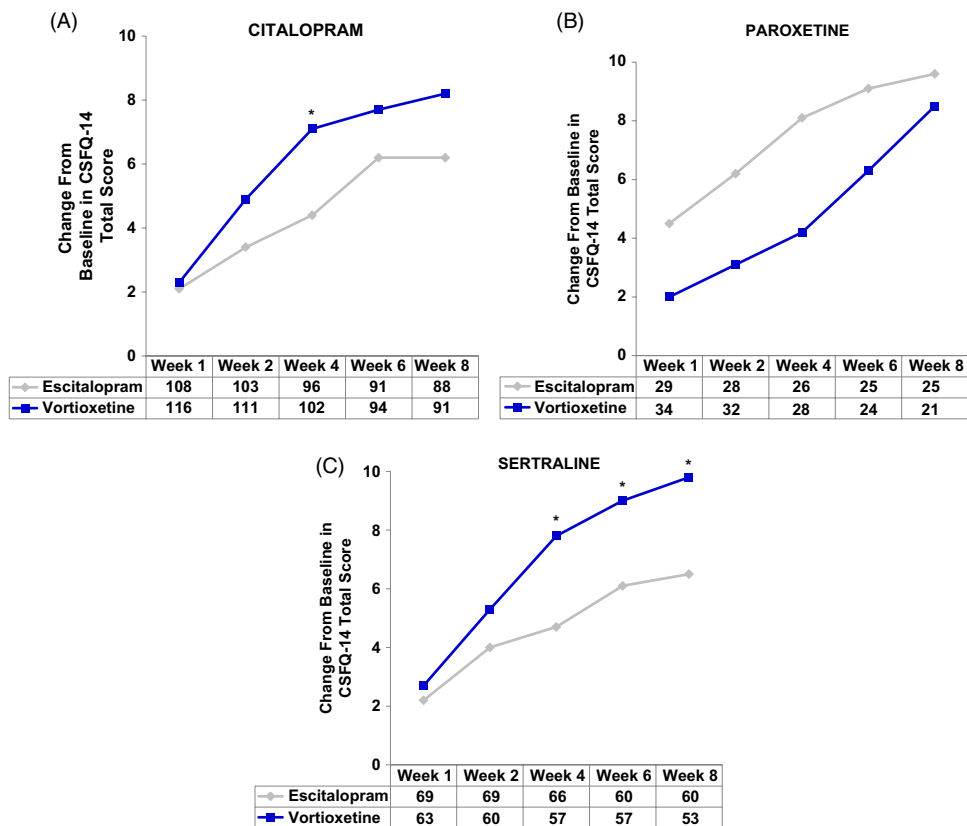 (A)
CITALOPRAM
Change From
Baseline in CSFQ-14
Total Score
10
8
6
4
2
0
*
Week 1 Week 2 Week 4 Week 6 Week 8
Escitalopram 108 103 96 91 88
Vortioxetine 116 111 102 94 91
(B)
PAROXETINE
Change From Baseline in
CSFQ-14 Total Score
10
8
6
4
2
0
Week 1 Week 2 Week 4 Week 6 Week 8
Escitalopram 29 28 26 25 25
Vortioxetine 34 32 28 24 21
(C)
SERTRALINE
Change From Baseline in
CSFQ-14 Total Score
10
8
6
4
2
0
* * *
Week 1 Week 2 Week 4 Week 6 Week 8
Escitalopram 69 69 66 60 60
Vortioxetine 63 60 57 57 53